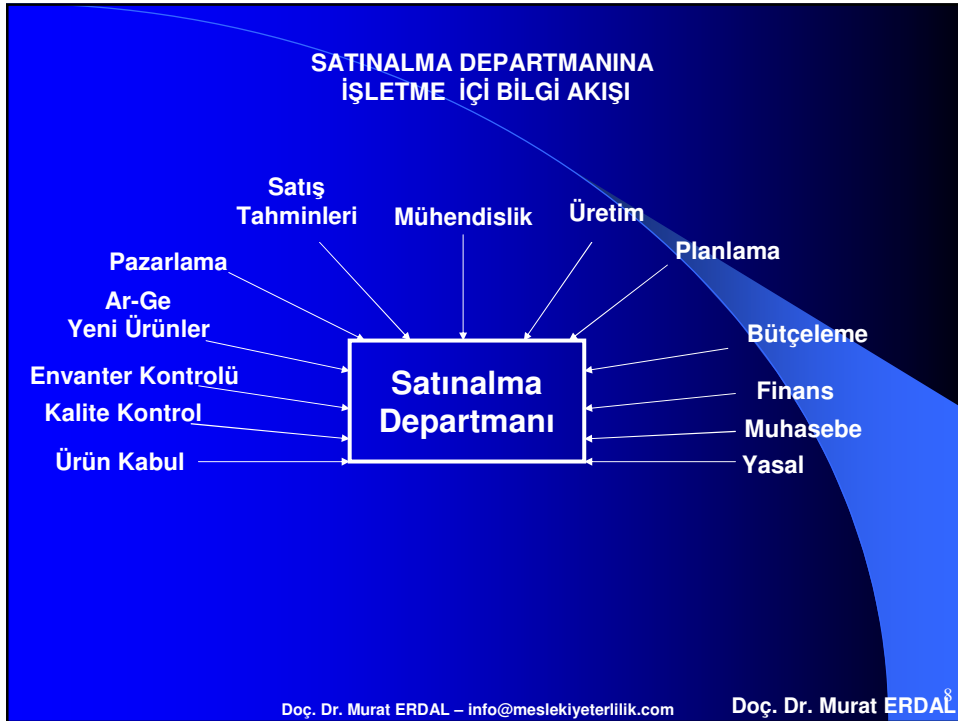 SATINALMA DEPARTMANINA
İŞLETME İÇİ BİLGİ AKIŞI
Satış
Tahminleri
Mühendislik
Üretim
Planlama
Pazarlama
Ar-Ge
Yeni Ürünler
Bütçeleme
Envanter Kontrolü
Satınalma
Departmanı
Finans
Kalite Kontrol
Muhasebe
Ürün Kabul
Yasal
Doç. Dr. Murat ERDAL – info@meslekiyeterlilik.com
Doç. Dr. Murat ERDAL
8